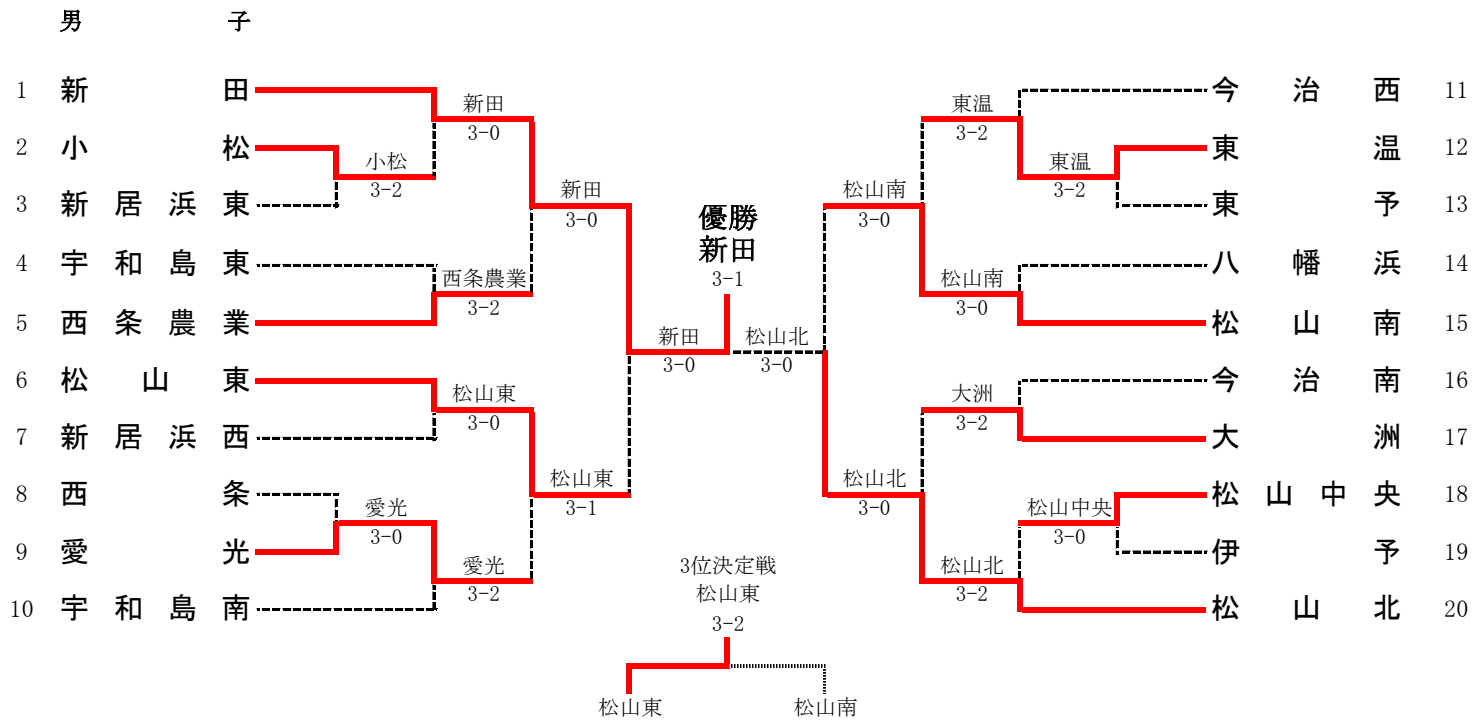 男 子
1 新 田
2 小 松
3 新居浜東
4 宇和島東
5 西条農業
6 松 山 東
7 新居浜西
8 西 条
9 愛 光
10 宇和島南
新田
3-0
小松
3-2
西条農業
3-2
松山東
3-0
愛光
3-0
愛光
3-2
新田
3-0
松山東
3-1
新田
3-0
優勝
新田
3-1
松山北
3-0
松山南
3-0
松山北
3-0
東温
3-2
東温
3-2
松山南
3-0
大洲
3-2
松山中央
3-0
松山北
3-2
今 治 西 11
東 温 12
東 予 13
八 幡 浜 14
松 山 南 15
今 治 南 16
大 洲 17
松山中央 18
伊 予 19
松 山 北 20
3位決定戦
松山東
3-2
松山東
松山南